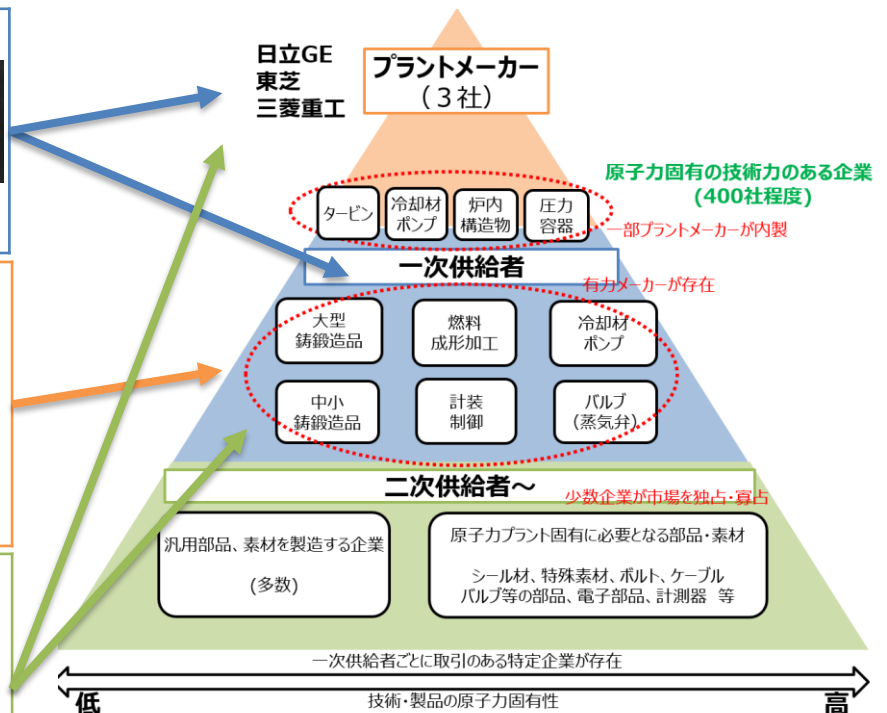 日立GE
東芝
三菱重工
プラントメーカー
(3社)
原子力固有の技術力のある企業
(400社程度)
タービン
冷却材
ポンプ
炉内
構造物
圧力
容器
一部プラントメーカーが内製
一次供給者
有力メーカーが存在
大型
鋳鍛造品
燃料
成形加工
冷却材
ポンプ
中小
鋳鍛造品
計装
制御
バルブ
(蒸気弁)
二次供給者～
少数企業が市場を独占・寡占
汎用部品、素材を製造する企業
(多数)
原子力プラント固有に必要となる部品・素材
シール材、特殊素材、ボルト、ケーブル
バルブ等の部品、電子部品、計測器 等
一次供給者ごとに取引のある特定企業が存在
低
技術・製品の原子力固有性
高